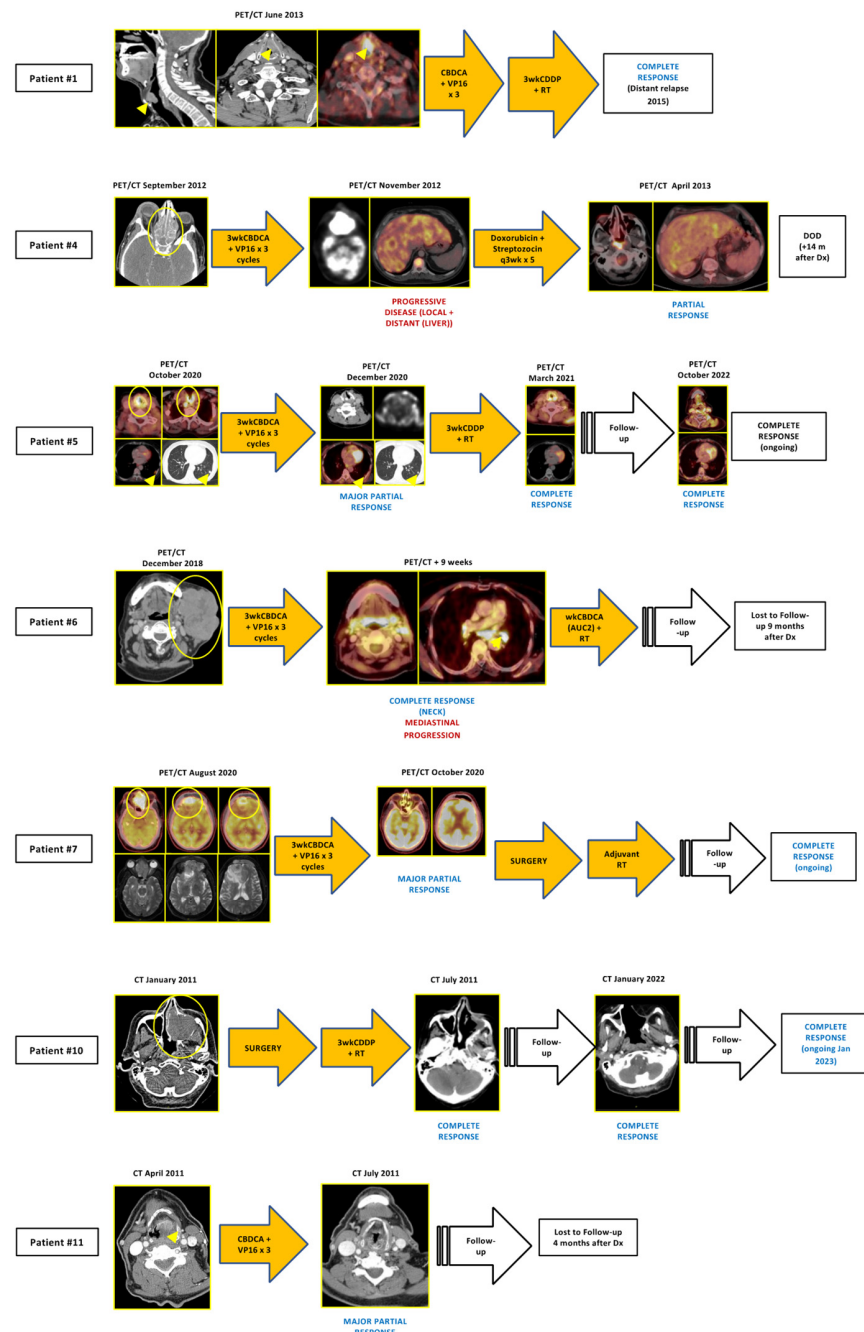 PET/CT June 2013
Patient #1
CBDCA
+ VP16
x 3
3wkCDDP
+ RT
COMPLETE
RESPONSE
(Distant relapse
2015)
PET/CT September 2012
PET/CT November 2012
PET/CT April 2013
Patient #4
3wkCBDCA
+ VP16 x 3
cycles
Doxorubicin +
Streptozocin
q3wk x 5
DOD
(+14 m
after Dx)
PROGRESSIVE
DISEASE (LOCAL +
DISTANT (LIVER))
PARTIAL
RESPONSE
PET/CT
October 2020
PET/CT
December 2020
PET/CT
March 2021
PET/CT
October 2022
Patient #5
3wkCBDCA
+ VP16 x 3
cycles
3wkCDDP
+ RT
Follow-
up
COMPLETE
RESPONSE
(ongoing)
MAJOR PARTIAL
RESPONSE
COMPLETE
RESPONSE
COMPLETE
RESPONSE
PET/CT
December 2018
PET/CT + 9 weeks
Patient #6
3wkCBDCA
+ VP16 x 3
cycles
wkCBDCA
(AUC2) +
RT
Follow
-up
Lost to Follow-
up 9 months
after Dx
COMPLETE RESPONSE
(NECK)
MEDIASTINAL
PROGRESSION
PET/CT August 2020
PET/CT October 2020
Patient #7
3wkCBDCA
+ VP16 x 3
cycles
SURGERY
Adjuvant
RT
Follow
-up
COMPLETE
RESPONSE
(ongoing)
MAJOR PARTIAL
RESPONSE
CT January 2011
CT July 2011
CT January 2022
Patient #10
SURGERY
3wkCDDP
+ RT
Follow-
up
Follow-
up
COMPLETE
RESPONSE
(ongoing Jan
2023)
COMPLETE
RESPONSE
COMPLETE
RESPONSE
CT April 2011
CT July 2011
Patient #11
CBDCA +
VP16 x 3
Follow-
up
Lost to Follow-up
4 months after Dx
MAJOR PARTIAL
RESPONSE